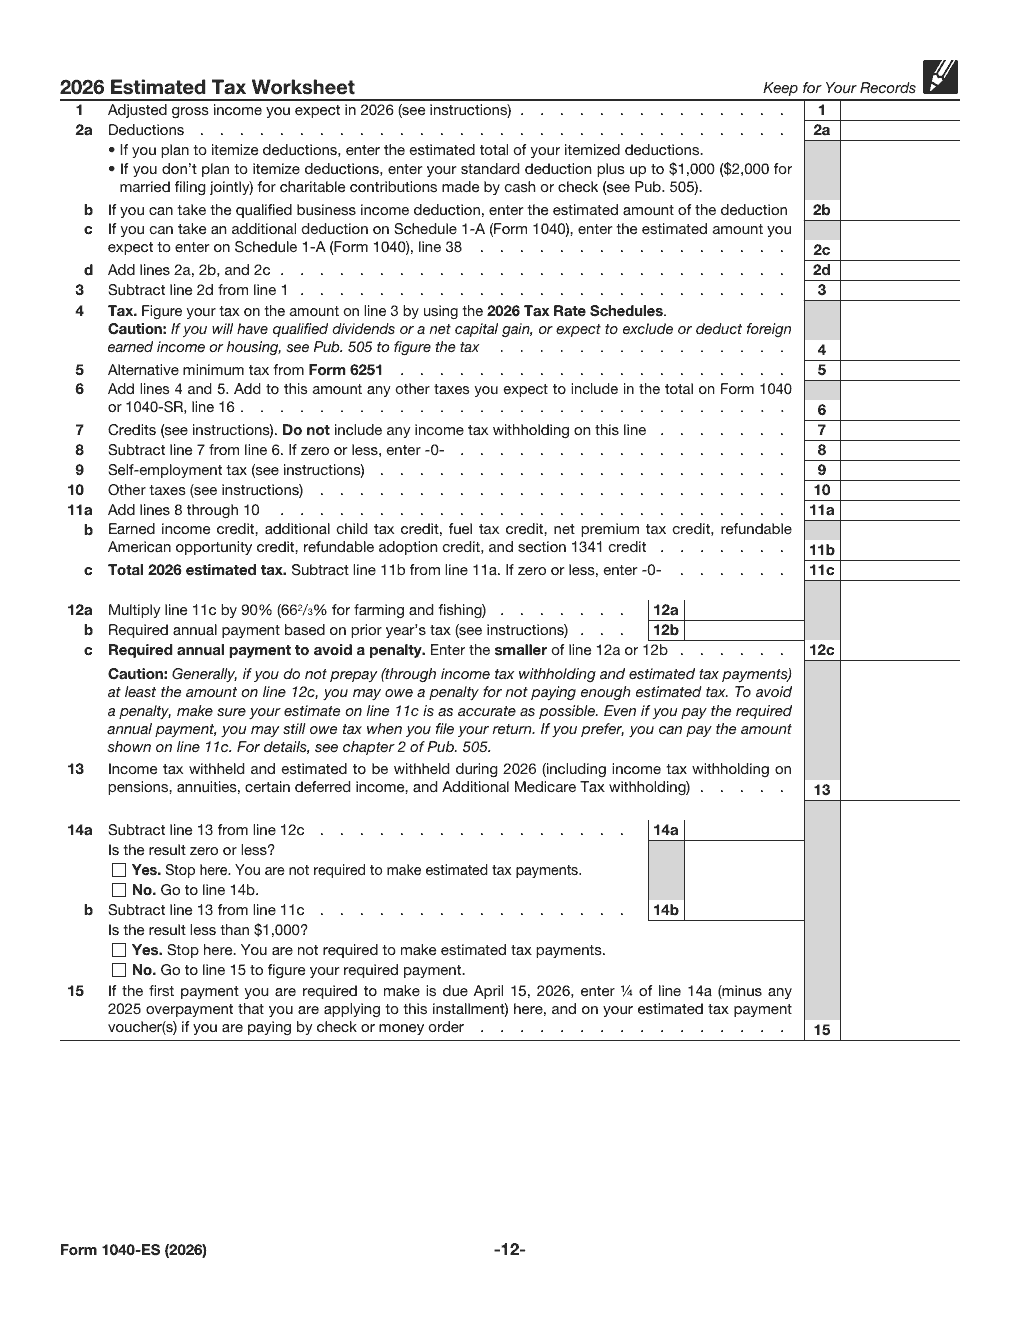 2026 Estimated Tax Worksheet Keep for Your Records
1 Adjusted gross income you expect in 2026 (see instructions) . . . . . . . . . . . . . . 1
2a Deductions . . . . . . . . . . . . . . . . . . . . . . . . . . . . . . 2a
• If you plan to itemize deductions, enter the estimated total of your itemized deductions.
• If you don't plan to itemize deductions, enter your standard deduction plus up to $1,000 ($2,000 for
married filing jointly) for charitable contributions made by cash or check (see Pub. 505).
b If you can take the qualified business income deduction, enter the estimated amount of the deduction 2b
c If you can take an additional deduction on Schedule 1-A (Form 1040), enter the estimated amount you
expect to enter on Schedule 1-A (Form 1040), line 38 . . . . . . . . . . . . . . . . 2c
d Add lines 2a, 2b, and 2c . . . . . . . . . . . . . . . . . . . . . . . . . . 2d
3 Subtract line 2d from line 1 . . . . . . . . . . . . . . . . . . . . . . . . . 3
4 Tax. Figure your tax on the amount on line 3 by using the 2026 Tax Rate Schedules.
Caution: If you will have qualified dividends or a net capital gain, or expect to exclude or deduct foreign
earned income or housing, see Pub. 505 to figure the tax . . . . . . . . . . . . . . . 4
5 Alternative minimum tax from Form 6251 . . . . . . . . . . . . . . . . . . . . 5
6 Add lines 4 and 5. Add to this amount any other taxes you expect to include in the total on Form 1040
or 1040-SR, line 16 . . . . . . . . . . . . . . . . . . . . . . . . . . . . 6
7 Credits (see instructions). Do not include any income tax withholding on this line . . . . . . . 7
8 Subtract line 7 from line 6. If zero or less, enter -0- . . . . . . . . . . . . . . . . . 8
9 Self-employment tax (see instructions) . . . . . . . . . . . . . . . . . . . . . 9
10 Other taxes (see instructions) . . . . . . . . . . . . . . . . . . . . . . . . 10
11a Add lines 8 through 10 . . . . . . . . . . . . . . . . . . . . . . . . . . 11a
b Earned income credit, additional child tax credit, fuel tax credit, net premium tax credit, refundable
American opportunity credit, refundable adoption credit, and section 1341 credit . . . . . . . 11b
c Total 2026 estimated tax. Subtract line 11b from line 11a. If zero or less, enter -0- . . . . . . 11c
12a Multiply line 11c by 90% (66²/₃% for farming and fishing) . . . . . . . 12a
b Required annual payment based on prior year's tax (see instructions) . . . 12b
c Required annual payment to avoid a penalty. Enter the smaller of line 12a or 12b . . . . . . 12c
Caution: Generally, if you do not prepay (through income tax withholding and estimated tax payments)
at least the amount on line 12c, you may owe a penalty for not paying enough estimated tax. To avoid
a penalty, make sure your estimate on line 11c is as accurate as possible. Even if you pay the required
annual payment, you may still owe tax when you file your return. If you prefer, you can pay the amount
shown on line 11c. For details, see chapter 2 of Pub. 505.
13 Income tax withheld and estimated to be withheld during 2026 (including income tax withholding on
pensions, annuities, certain deferred income, and Additional Medicare Tax withholding) . . . . . 13
14a Subtract line 13 from line 12c . . . . . . . . . . . . . . . . 14a
Is the result zero or less?
Yes. Stop here. You are not required to make estimated tax payments.
No. Go to line 14b.
b Subtract line 13 from line 11c . . . . . . . . . . . . . . . . 14b
Is the result less than $1,000?
Yes. Stop here. You are not required to make estimated tax payments.
No. Go to line 15 to figure your required payment.
15 If the first payment you are required to make is due April 15, 2026, enter ¼ of line 14a (minus any
2025 overpayment that you are applying to this installment) here, and on your estimated tax payment
voucher(s) if you are paying by check or money order . . . . . . . . . . . . . . . . 15
Form 1040-ES (2026) -12-